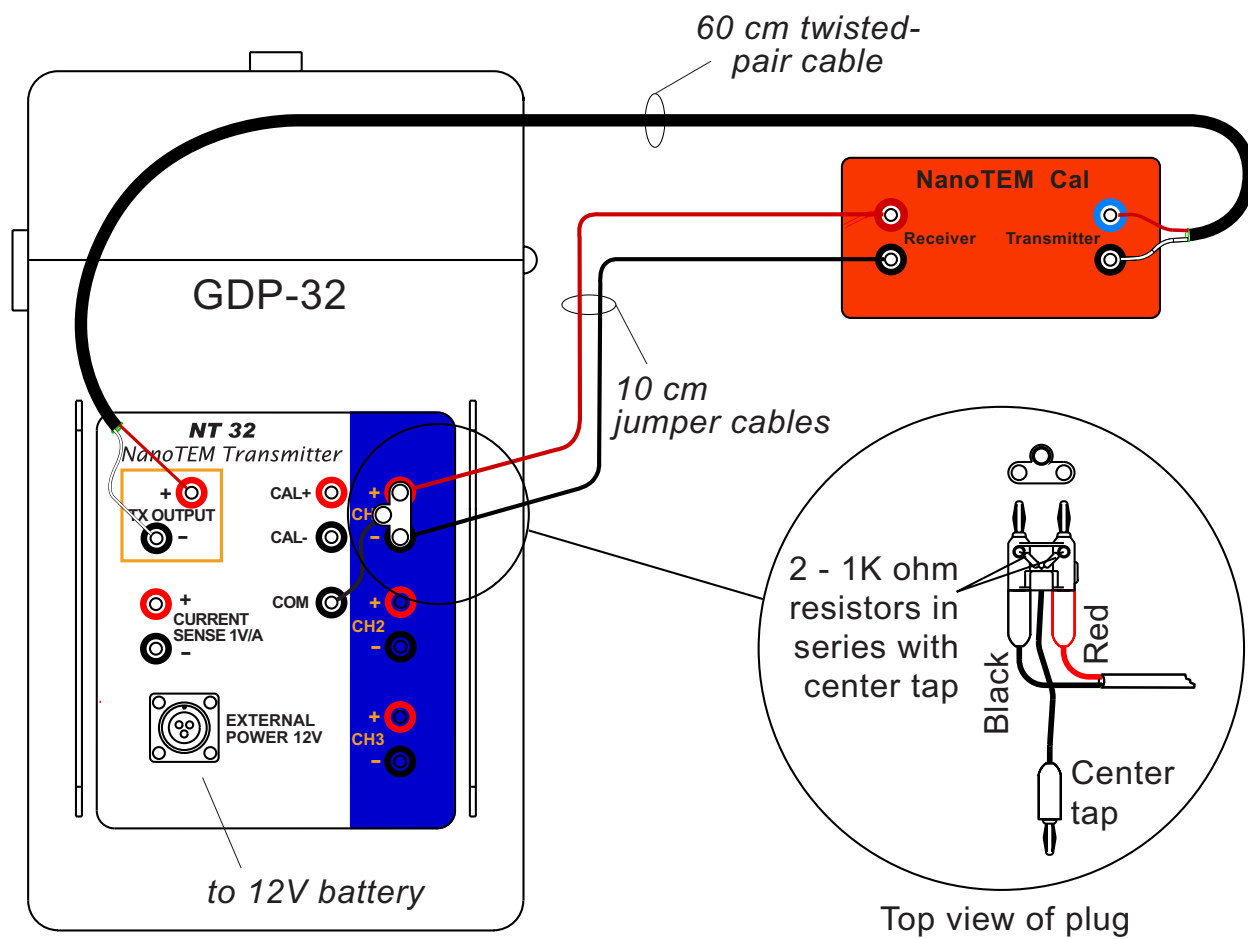 60 cm twisted-
pair cable
NanoTEM Cal
Receiver
Transmitter
GDP-32
10 cm
jumper cables
NT 32
NanoTEM Transmitter
+
TX OUTPUT
-
CAL+
CAL-
COM
+
CH
-
+
CURRENT
SENSE 1V/A
-
+
CH2
-
+
CH3
-
EXTERNAL
POWER 12V
to 12V battery
2 - 1K ohm
resistors in
series with
center tap
Black
Red
Center
tap
Top view of plug